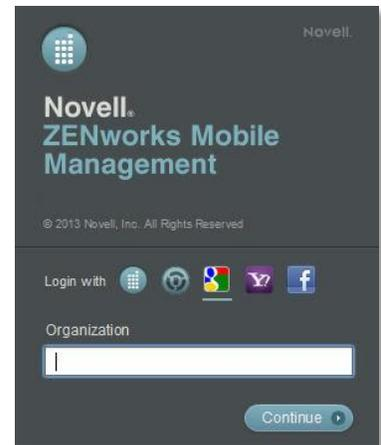 Novell.
Novell®
ZENworks Mobile
Management
© 2013 Novell, Inc. All Rights Reserved
Login with
Organization
Continue